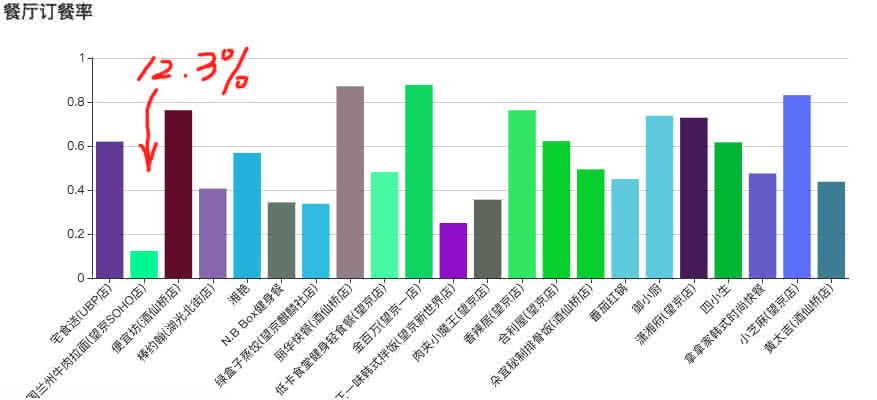 餐厅订餐率
12.3%
1
0.8
0.6
0.4
0.2
0
宅食送(UBP店)
国兰州牛肉拉面(望京SOHO店)
便宜坊(酒仙桥店)
棒约翰(湖光北街店)
湘艳
N.B Box健身餐
绿盒子蒸饺(望京麒麟社店)
丽华快餐(酒仙桥店)
低卡食堂健身轻食餐(望京店)
金百万(望京一店)
王一味韩式拌饭(望京新世界店)
肉夹小魔王(望京店)
香辣居(望京店)
合利屋(望京店)
朵宜秘制排骨饭(酒仙桥店)
番茄红锅
御小厨
潇湘府(望京店)
四小生
拿拿家韩式时尚快餐
小芝麻(望京店)
黄太吉(酒仙桥店)